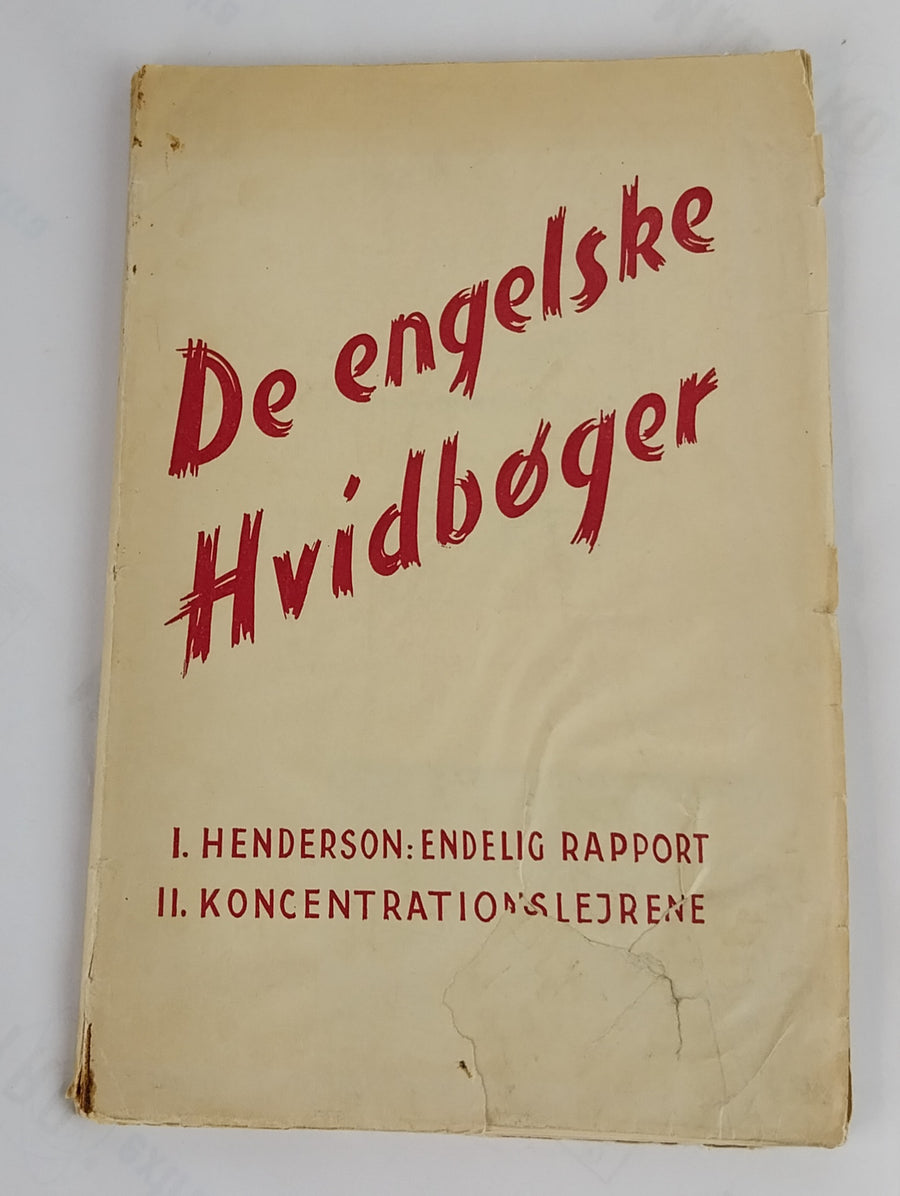 De engelske
Hvidbøger
I. HENDERSON: ENDELIG RAPPORT
II. KONCENTRATIONSLEJRENE